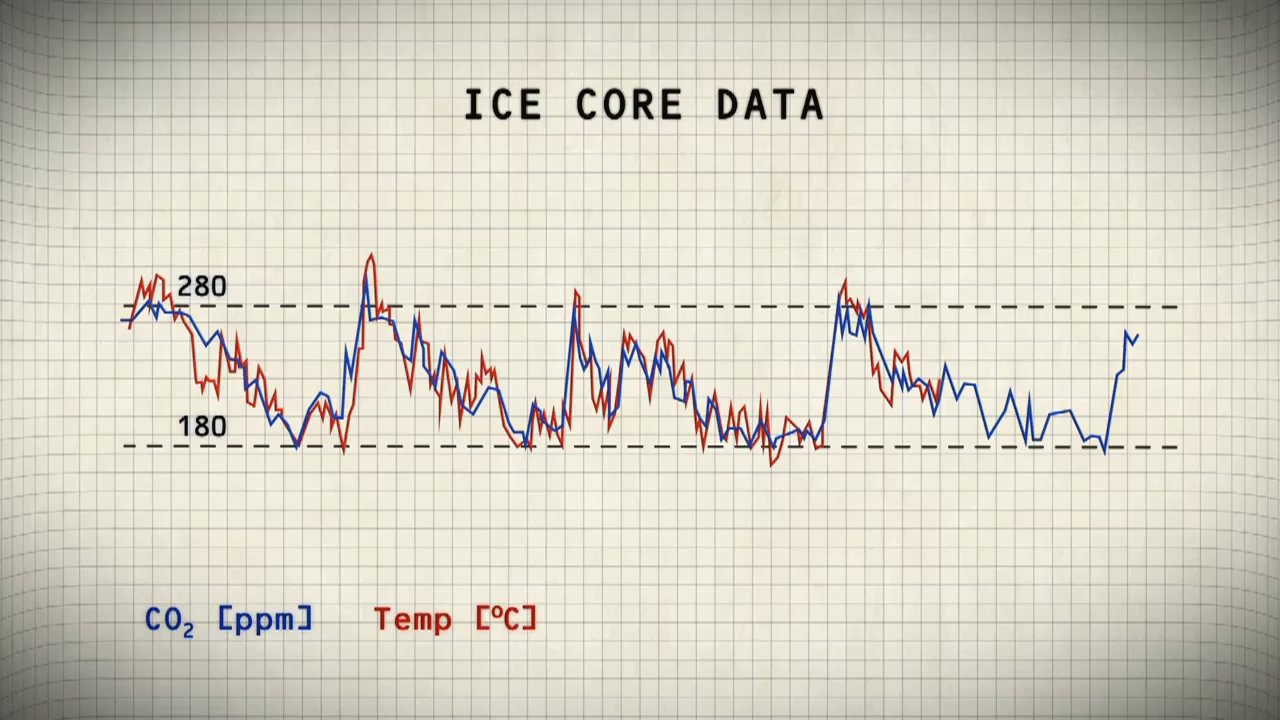 ICE CORE DATA
280
180
CO₂ [ppm] Temp [ºC]